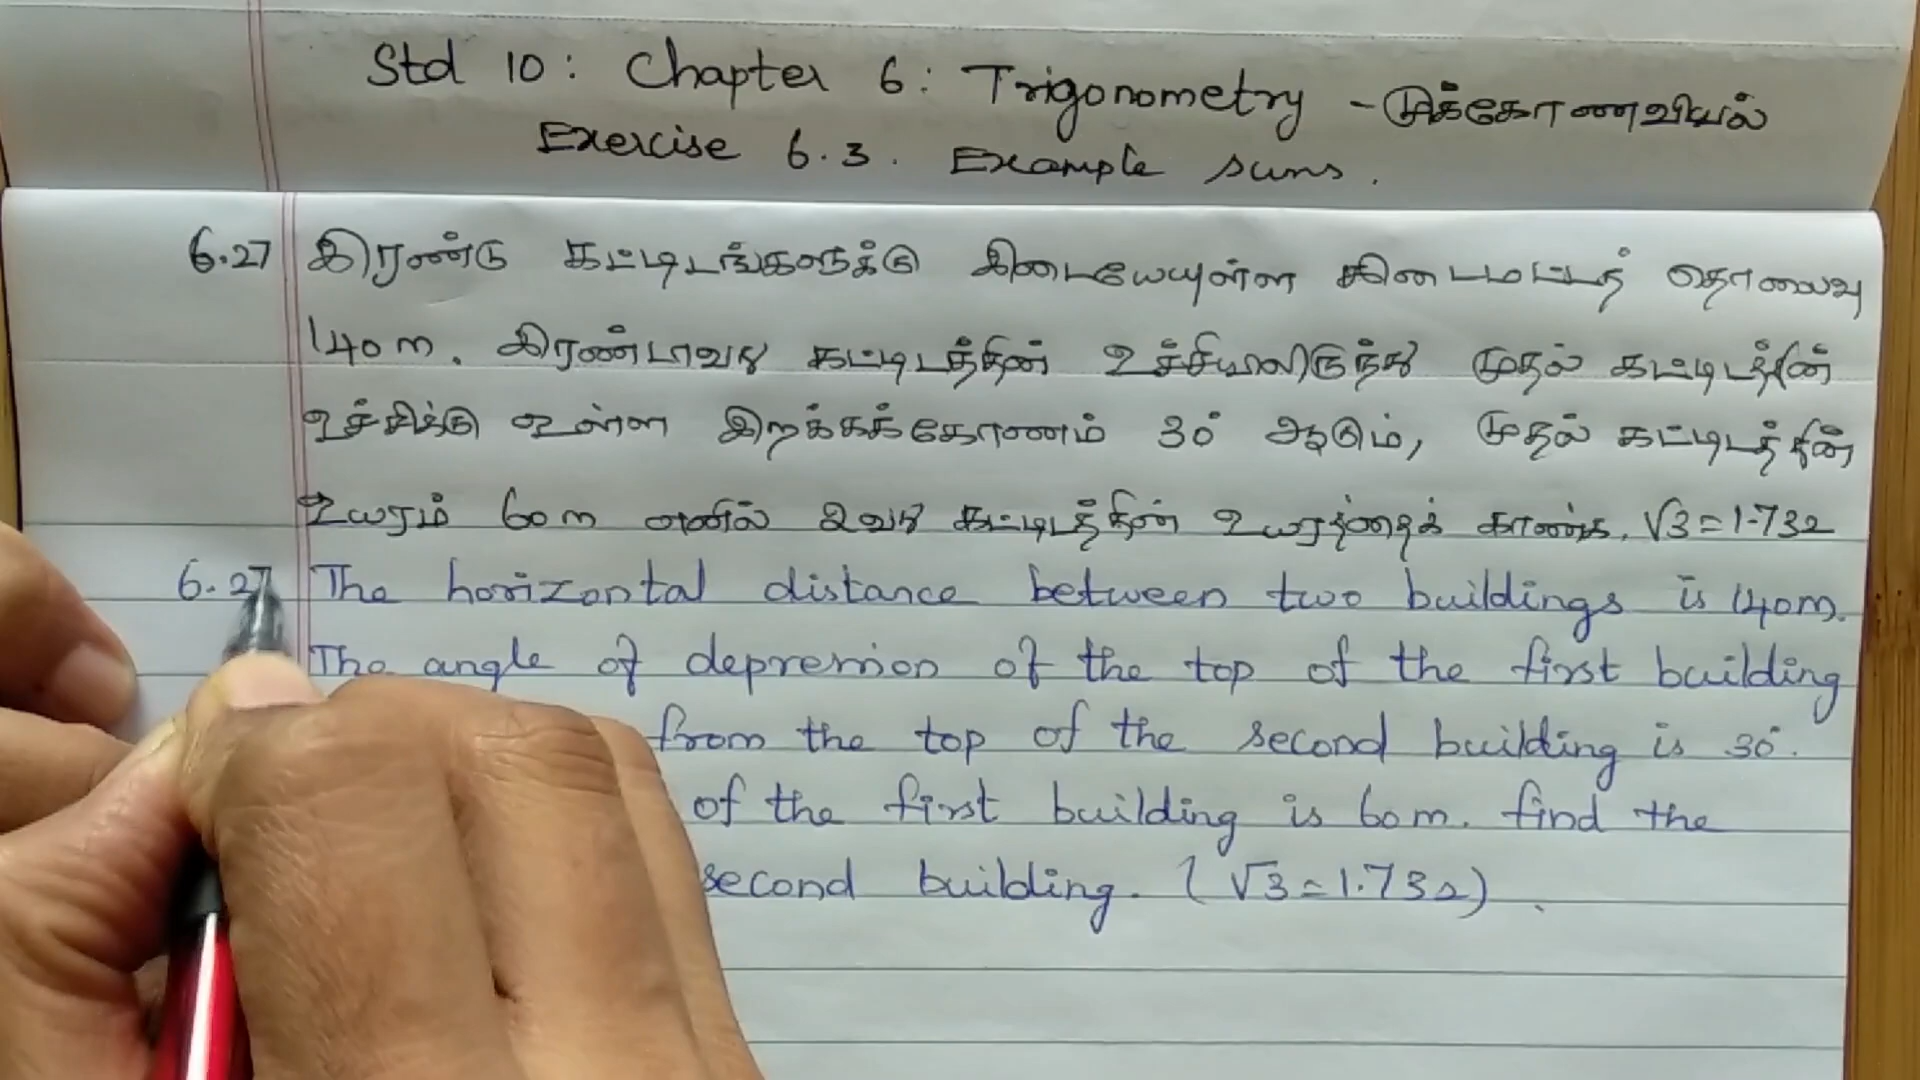 Std 10: Chapter 6: Trigonometry - முக்கோணவியல்
Exercise 6.3. Example sums.
6.27 இரண்டு கட்டிடங்களுக்கு இடையேயுள்ள கிடைமட்டத் தொலைவு
140 m. இரண்டாவது கட்டிடத்தின் உச்சியிலிருந்து முதல் கட்டிடத்தின்
உச்சிக்கு உள்ள இறக்கக்கோணம் 30° ஆகும், முதல் கட்டிடத்தின்
உயரம் 60 m எனில் 2வது கட்டிடத்தின் உயரத்தைக் காண்க. √3 = 1.732
6.27 The horizontal distance between two buildings is 140m.
The angle of depression of the top of the first building
from the top of the second building is 30°.
of the first building is 60 m. find the
second building. (√3 = 1.732).